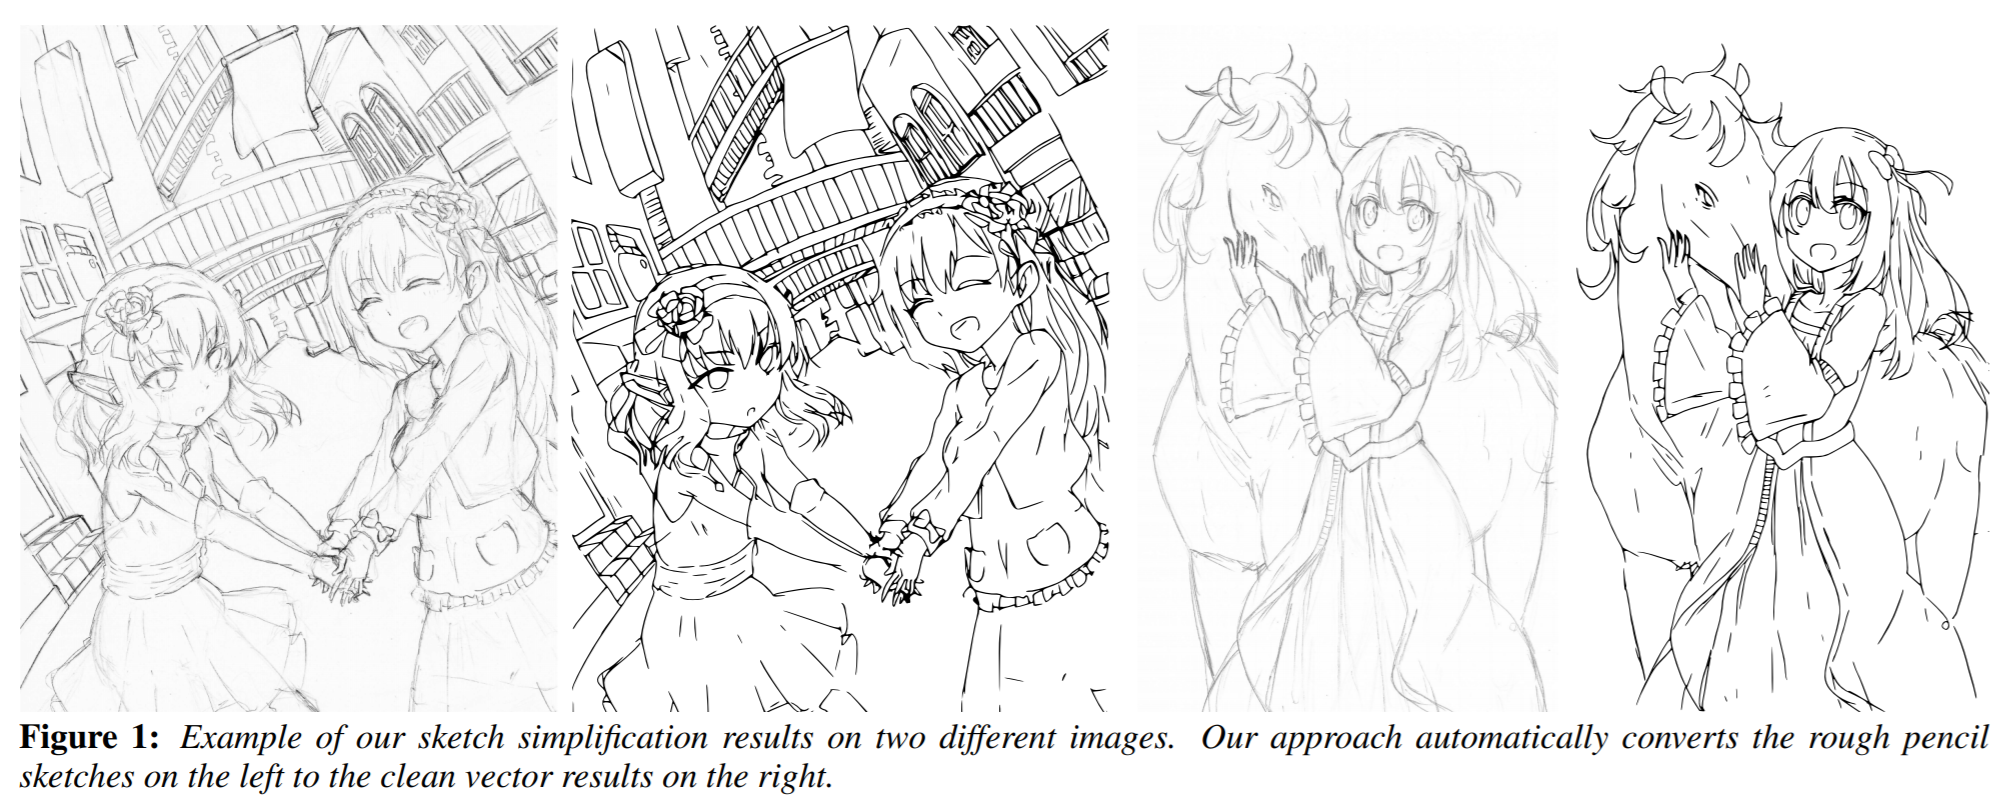 Figure 1: Example of our sketch simplification results on two different images. Our approach automatically converts the rough pencil
sketches on the left to the clean vector results on the right.